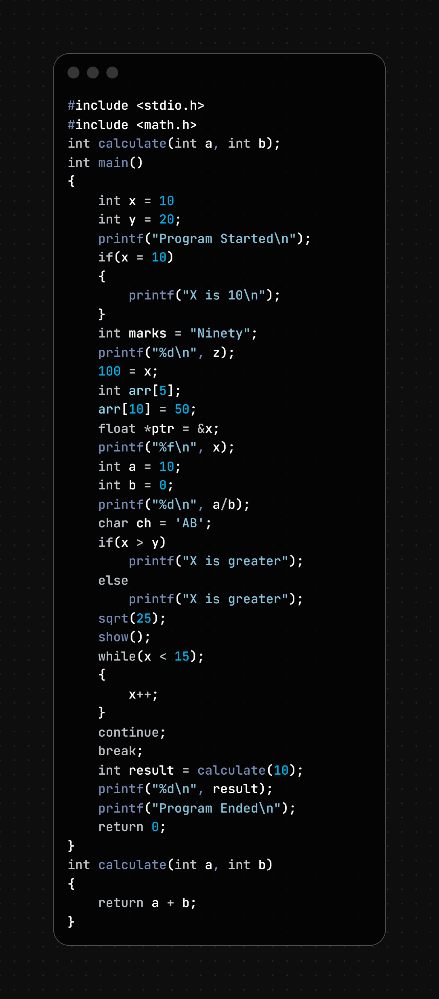 #include <stdio.h>
#include <math.h>
int calculate(int a, int b);
int main()
{
    int x = 10
    int y = 20;
    printf("Program Started\n");
    if(x = 10)
    {
        printf("X is 10\n");
    }
    int marks = "Ninety";
    printf("%d\n", z);
    100 = x;
    int arr[5];
    arr[10] = 50;
    float *ptr = &x;
    printf("%f\n", x);
    int a = 10;
    int b = 0;
    printf("%d\n", a/b);
    char ch = 'AB';
    if(x > y)
        printf("X is greater");
    else
        printf("X is greater");
    sqrt(25);
    show();
    while(x < 15);
    {
        x++;
    }
    continue;
    break;
    int result = calculate(10);
    printf("%d\n", result);
    printf("Program Ended\n");
    return 0;
}
int calculate(int a, int b)
{
    return a + b;
}